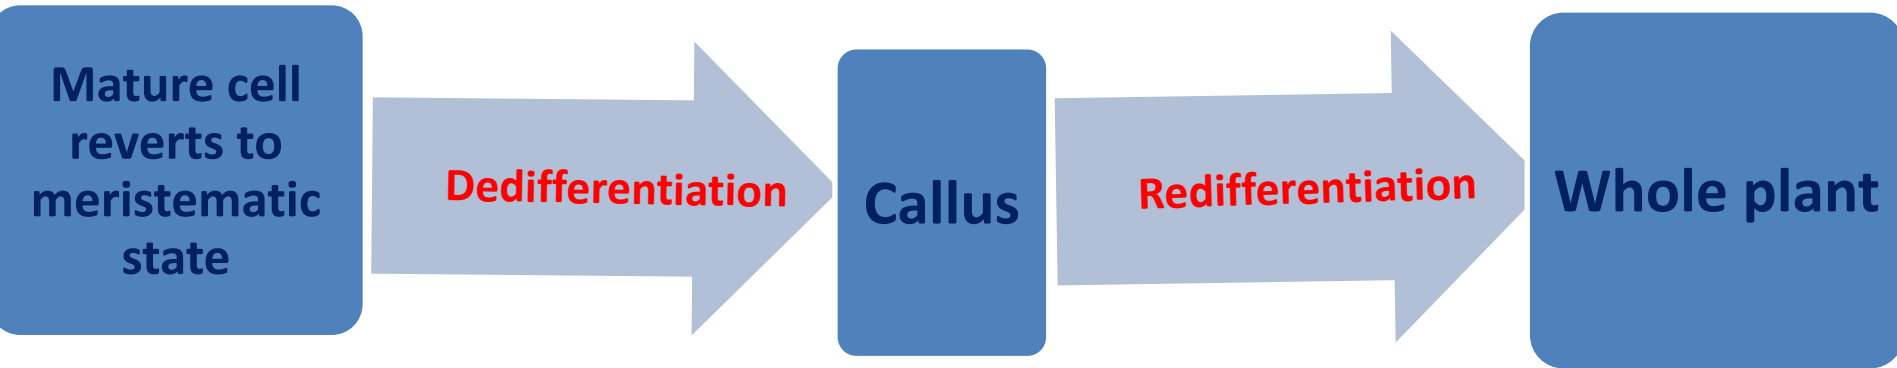 Mature cell
reverts to
meristematic
state
Dedifferentiation
Callus
Redifferentiation
Whole plant